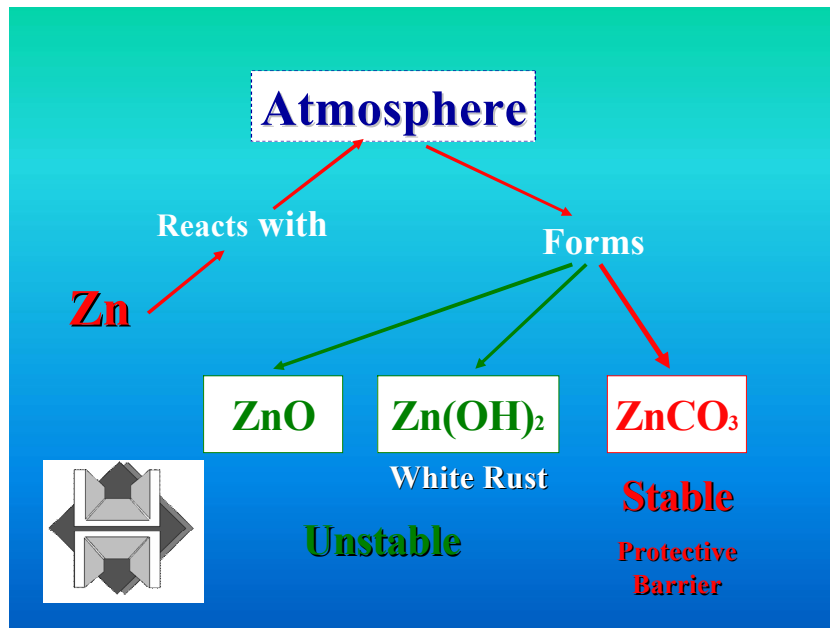 Atmosphere
Reacts with
Forms
Zn
ZnO
Zn(OH)₂
ZnCO₃
White Rust
Stable
Unstable
Protective
Barrier